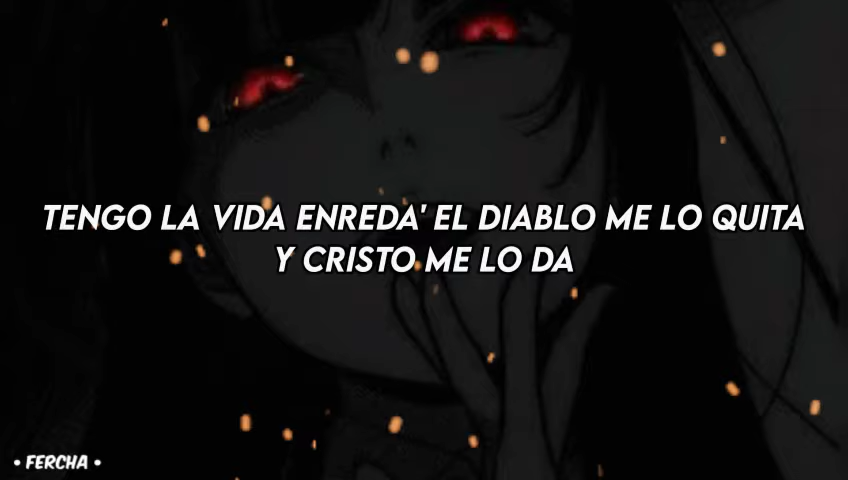 TENGO LA VIDA ENREDA' EL DIABLO ME LO QUITA
Y CRISTO ME LO DA
• FERCHA •